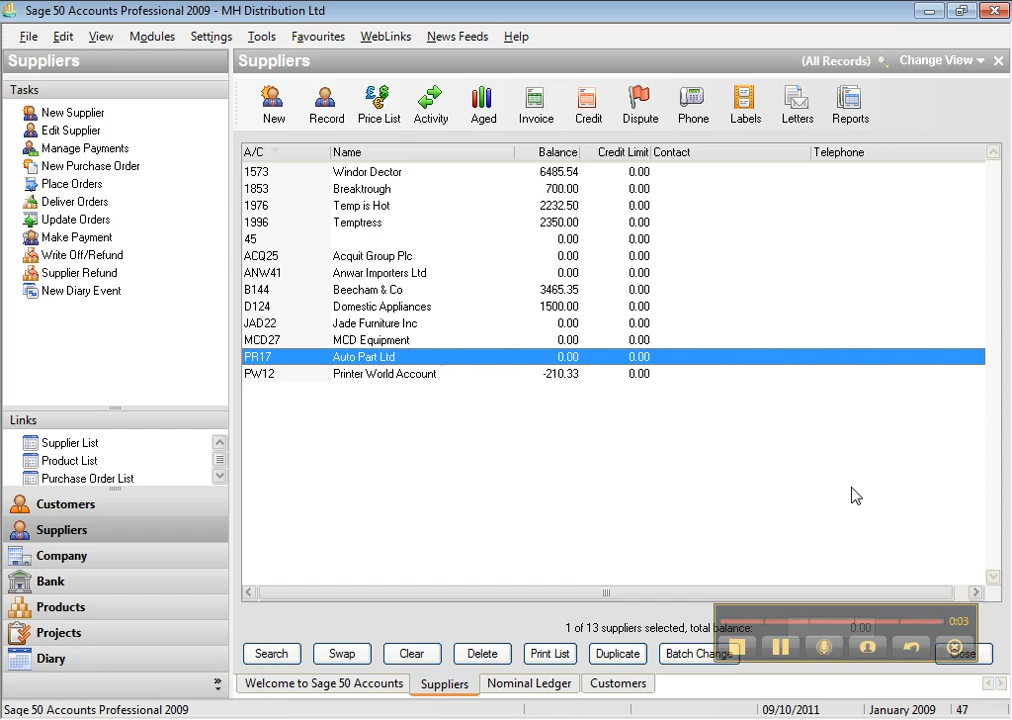 Sage 50 Accounts Professional 2009 - MH Distribution Ltd
File Edit View Modules Settings Tools Favourites WebLinks News Feeds Help
Suppliers
Tasks
New Supplier
Edit Supplier
Manage Payments
New Purchase Order
Place Orders
Deliver Orders
Update Orders
Make Payment
Write Off/Refund
Supplier Refund
New Diary Event
Links
Supplier List
Product List
Purchase Order List
Customers
Suppliers
Company
Bank
Products
Projects
Diary
Suppliers (All Records) Change View
New Record Price List Activity Aged Invoice Credit Dispute Phone Labels Letters Reports
A/C Name Balance Credit Limit Contact Telephone
1573 Windor Dector 6485.54 0.00
1853 Breaktrough 700.00 0.00
1976 Temp is Hot 2232.50 0.00
1996 Temptress 2350.00 0.00
45 0.00 0.00
ACQ25 Acquit Group Plc 0.00 0.00
ANW41 Anwar Importers Ltd 0.00 0.00
B144 Beecham & Co 3465.35 0.00
D124 Domestic Appliances 1500.00 0.00
JAD22 Jade Furniture Inc 0.00 0.00
MCD27 MCD Equipment 0.00 0.00
PR17 Auto Part Ltd 0.00 0.00
PW12 Printer World Account -210.33 0.00
1 of 13 suppliers selected, total balance: 0.00
0:03
Search Swap Clear Delete Print List Duplicate Batch Change Close
Welcome to Sage 50 Accounts Suppliers Nominal Ledger Customers
Sage 50 Accounts Professional 2009 09/10/2011 January 2009 47